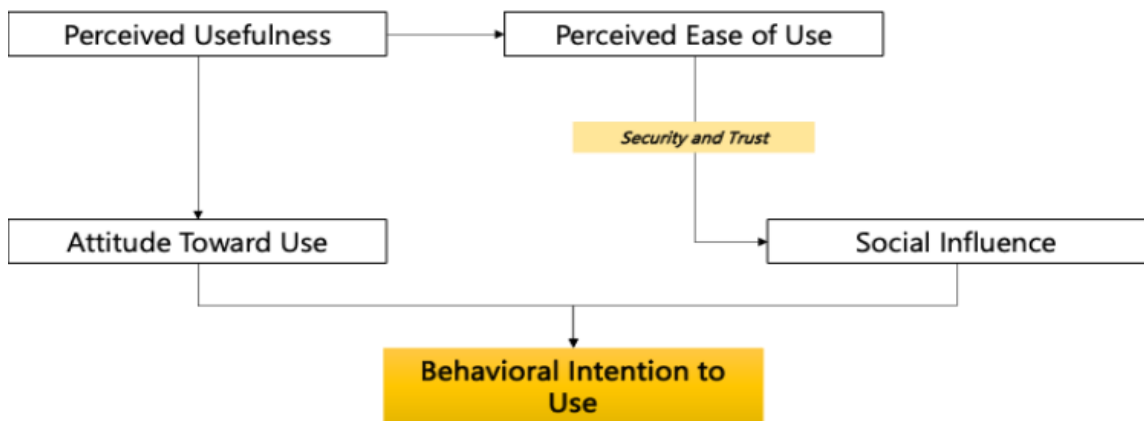 Perceived Usefulness
Perceived Ease of Use
Security and Trust
Attitude Toward Use
Social Influence
Behavioral Intention to
Use